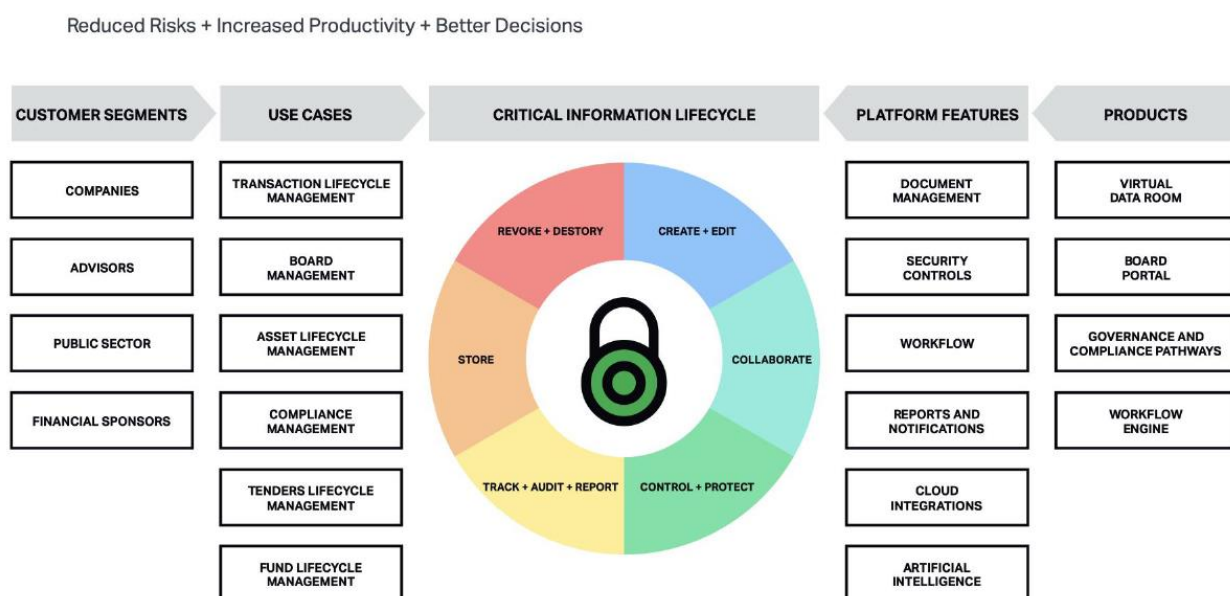 Reduced Risks + Increased Productivity + Better Decisions
CUSTOMER SEGMENTS
USE CASES
CRITICAL INFORMATION LIFECYCLE
PLATFORM FEATURES
PRODUCTS
COMPANIES
ADVISORS
PUBLIC SECTOR
FINANCIAL SPONSORS
TRANSACTION LIFECYCLE
MANAGEMENT
BOARD
MANAGEMENT
ASSET LIFECYCLE
MANAGEMENT
COMPLIANCE
MANAGEMENT
TENDERS LIFECYCLE
MANAGEMENT
FUND LIFECYCLE
MANAGEMENT
REVOKE + DESTORY
CREATE + EDIT
STORE
COLLABORATE
TRACK + AUDIT + REPORT
CONTROL + PROTECT
DOCUMENT
MANAGEMENT
SECURITY
CONTROLS
WORKFLOW
REPORTS AND
NOTIFICATIONS
CLOUD
INTEGRATIONS
ARTIFICIAL
INTELLIGENCE
VIRTUAL
DATA ROOM
BOARD
PORTAL
GOVERNANCE AND
COMPLIANCE PATHWAYS
WORKFLOW
ENGINE